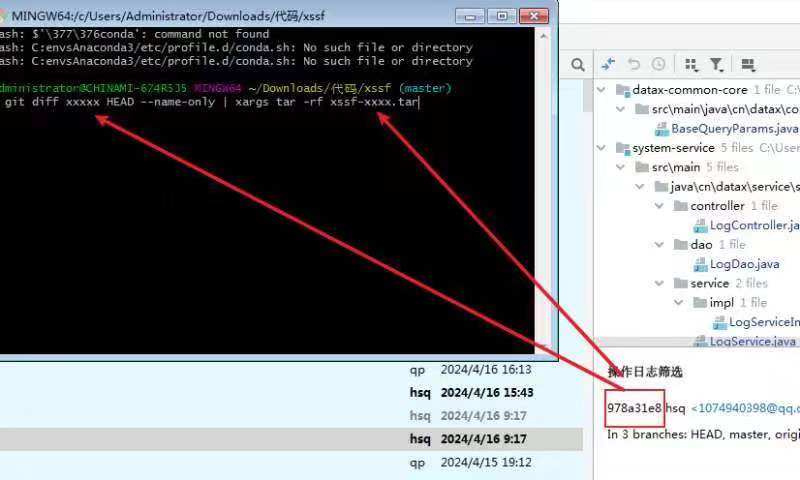 MINGW64:/c/Users/Administrator/Downloads/代码/xssf
ash: $'\377\376conda': command not found
ash: C:envsAnaconda3/etc/profile.d/conda.sh: No such file or directory
ash: C:envsAnaconda3/etc/profile.d/conda.sh: No such file or directory
dministrator@CHINAMI-674R5J5 MINGW64 ~/Downloads/代码/xssf (master)
git diff xxxxx HEAD --name-only | xargs tar -rf xssf-xxxx.tar
datax-common-core 1 file C:
src\main\java\cn\datax\co
BaseQueryParams.java
system-service 5 files C:\User
src\main 5 files
java\cn\datax\service\s
controller 1 file
LogController.ja
dao 1 file
LogDao.java
service 2 files
impl 1 file
LogServiceIm
LogService.java
qp 2024/4/16 16:13
hsq 2024/4/16 15:43
hsq 2024/4/16 9:17
hsq 2024/4/16 9:17
qp 2024/4/15 19:12
操作日志筛选
978a31e8 hsq <1074940398@qq.c
In 3 branches: HEAD, master, origi